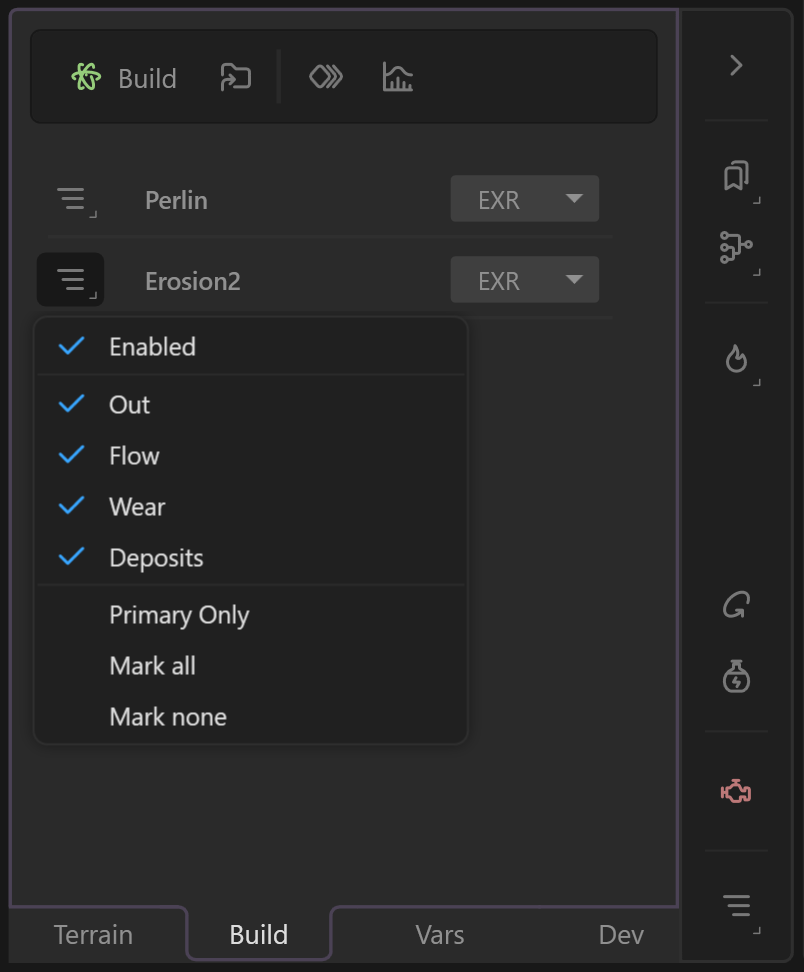 Build
Perlin EXR
Erosion2 EXR
Enabled
Out
Flow
Wear
Deposits
Primary Only
Mark all
Mark none
Terrain Build Vars Dev